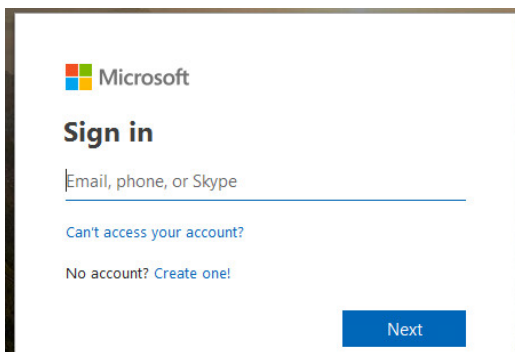 Microsoft
Sign in
Email, phone, or Skype
Can't access your account?
No account? Create one!
Next